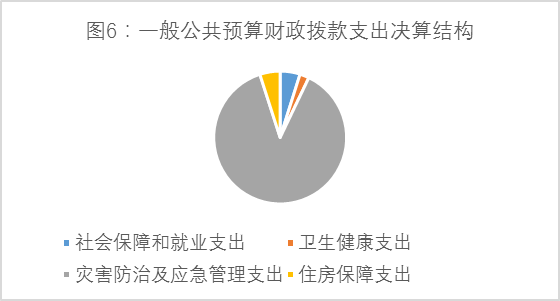 图6：一般公共预算财政拨款支出决算结构
社会保障和就业支出 卫生健康支出
灾害防治及应急管理支出 住房保障支出